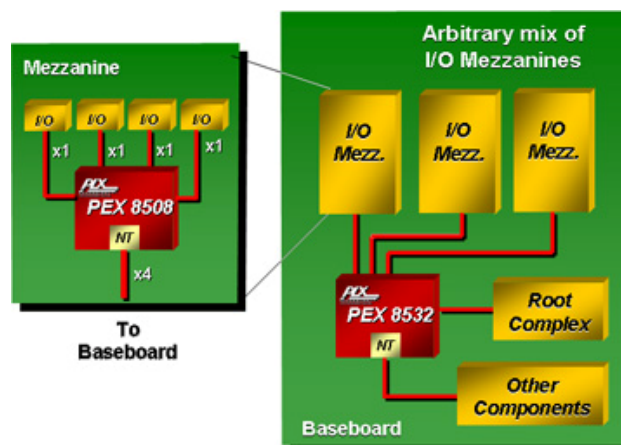 Mezzanine
I/O
I/O
I/O
I/O
x1
x1
x1
x1
PLX
PEX 8508
NT
x4
To
Baseboard
Arbitrary mix of
I/O Mezzanines
I/O
Mezz.
I/O
Mezz.
I/O
Mezz.
PLX
PEX 8532
NT
Root
Complex
Other
Components
Baseboard